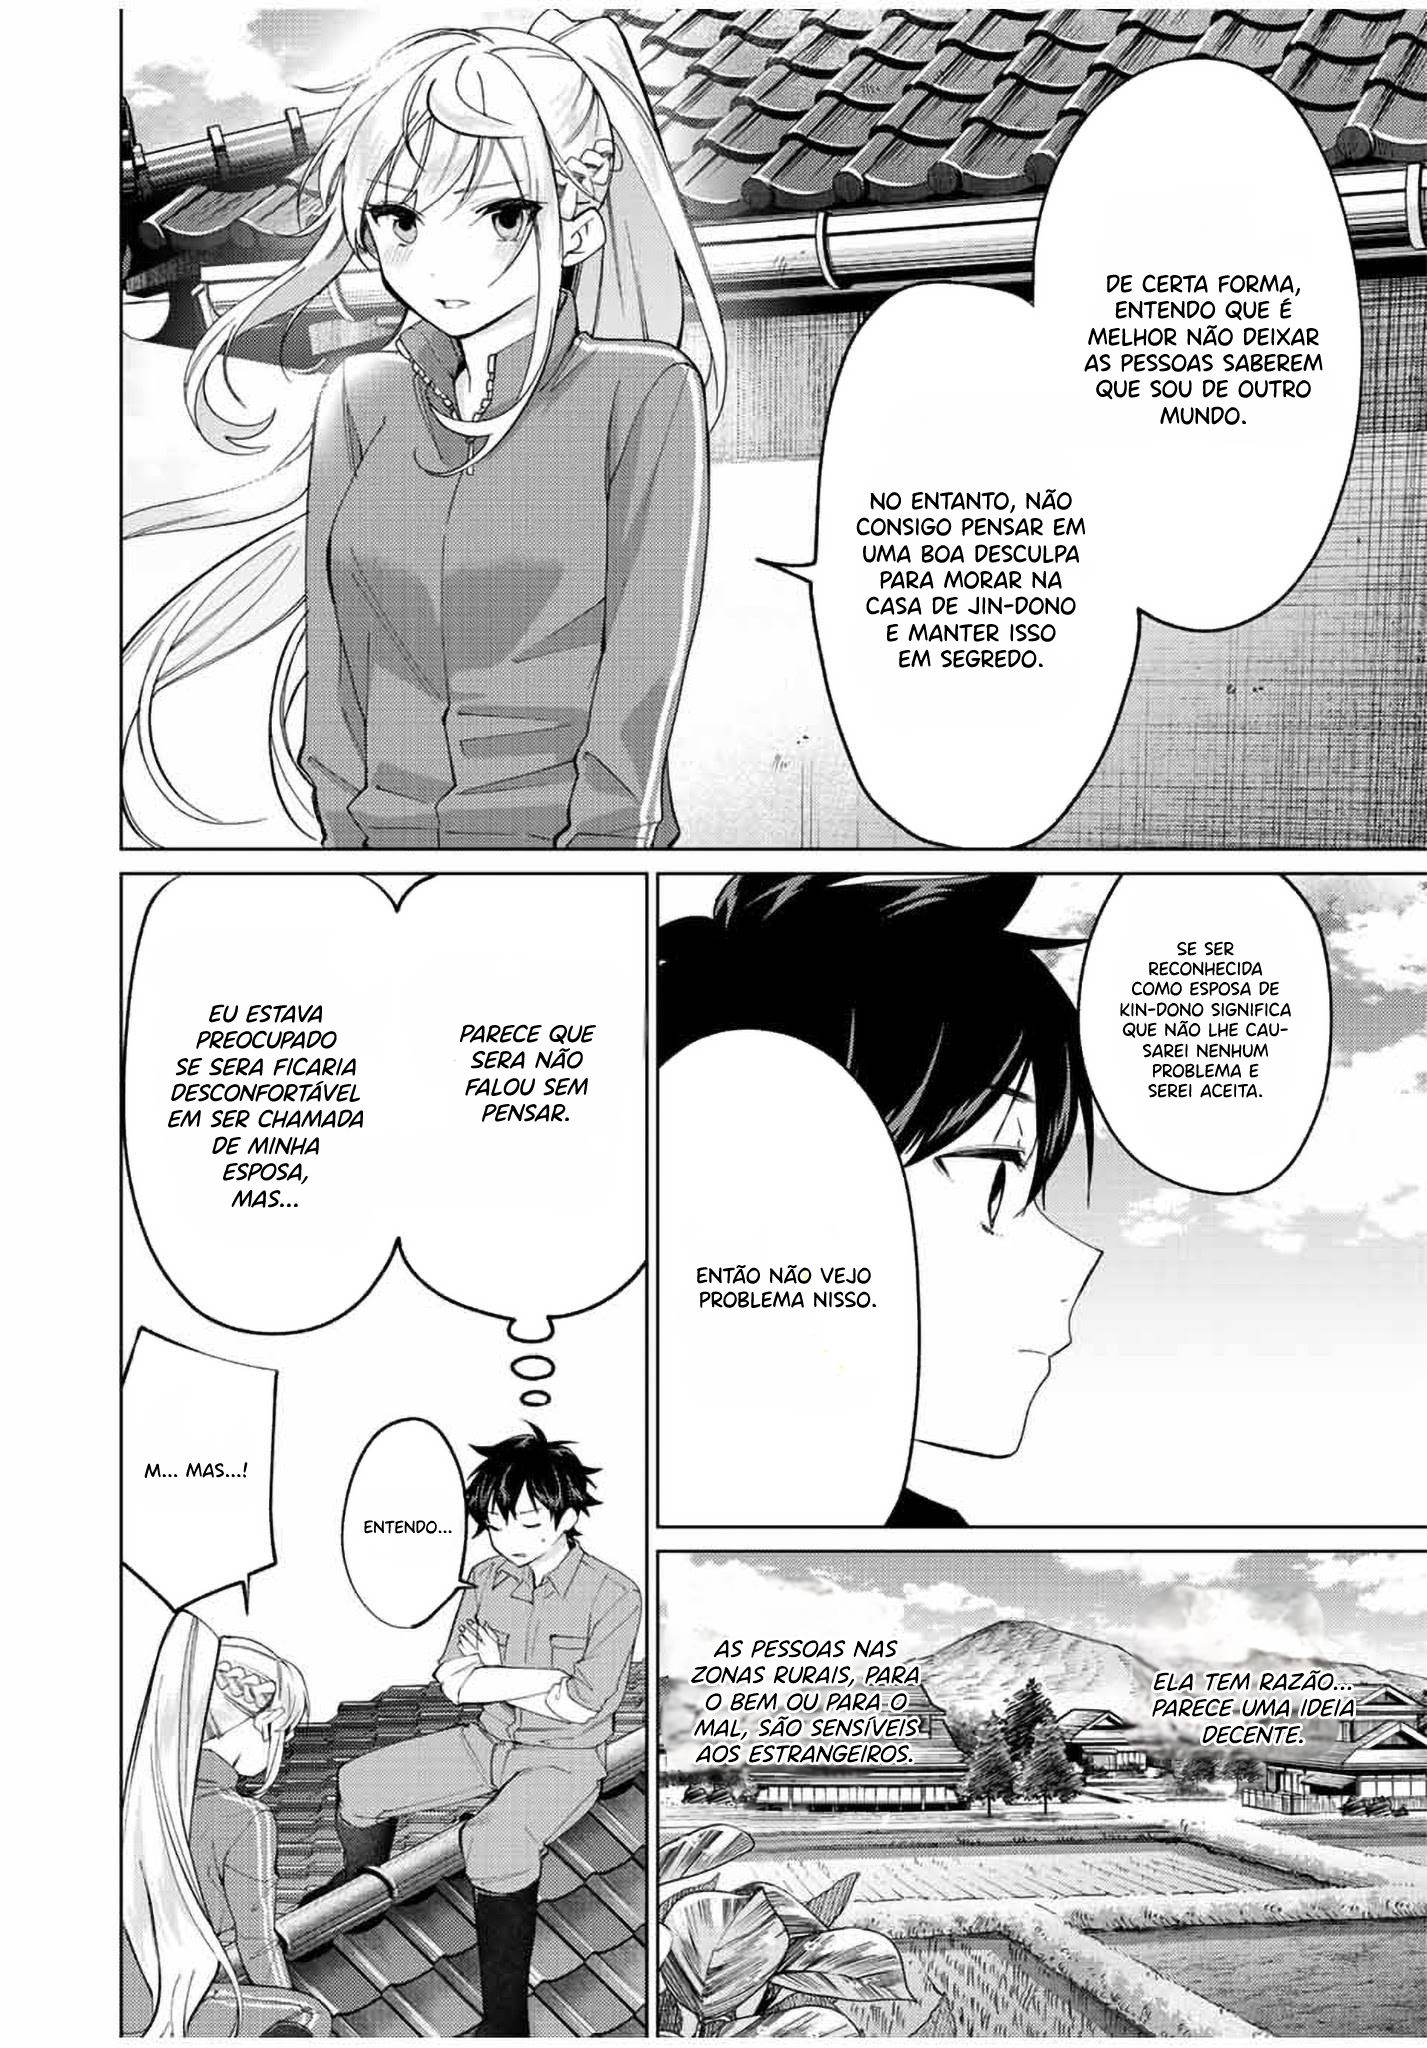 DE CERTA FORMA,
ENTENDO QUE É
MELHOR NÃO DEIXAR
AS PESSOAS SABEREM
QUE SOU DE OUTRO
MUNDO.
NO ENTANTO, NÃO
CONSIGO PENSAR EM
UMA BOA DESCULPA
PARA MORAR NA
CASA DE JIN-DONO
E MANTER ISSO
EM SEGREDO.
SE SER
RECONHECIDA
COMO ESPOSA DE
KIN-DONO SIGNIFICA
QUE NÃO LHE CAU-
SAREI NENHUM
PROBLEMA E
SEREI ACEITA.
ENTÃO NÃO VEJO
PROBLEMA NISSO.
PARECE QUE
SERA NÃO
FALOU SEM
PENSAR.
EU ESTAVA
PREOCUPADO
SE SERA FICARIA
DESCONFORTÁVEL
EM SER CHAMADA
DE MINHA
ESPOSA,
MAS...
ENTENDO...
M... MAS...!
ELA TEM RAZÃO...
PARECE UMA IDEIA
DECENTE.
AS PESSOAS NAS
ZONAS RURAIS, PARA
O BEM OU PARA O
MAL, SÃO SENSÍVEIS
AOS ESTRANGEIROS.